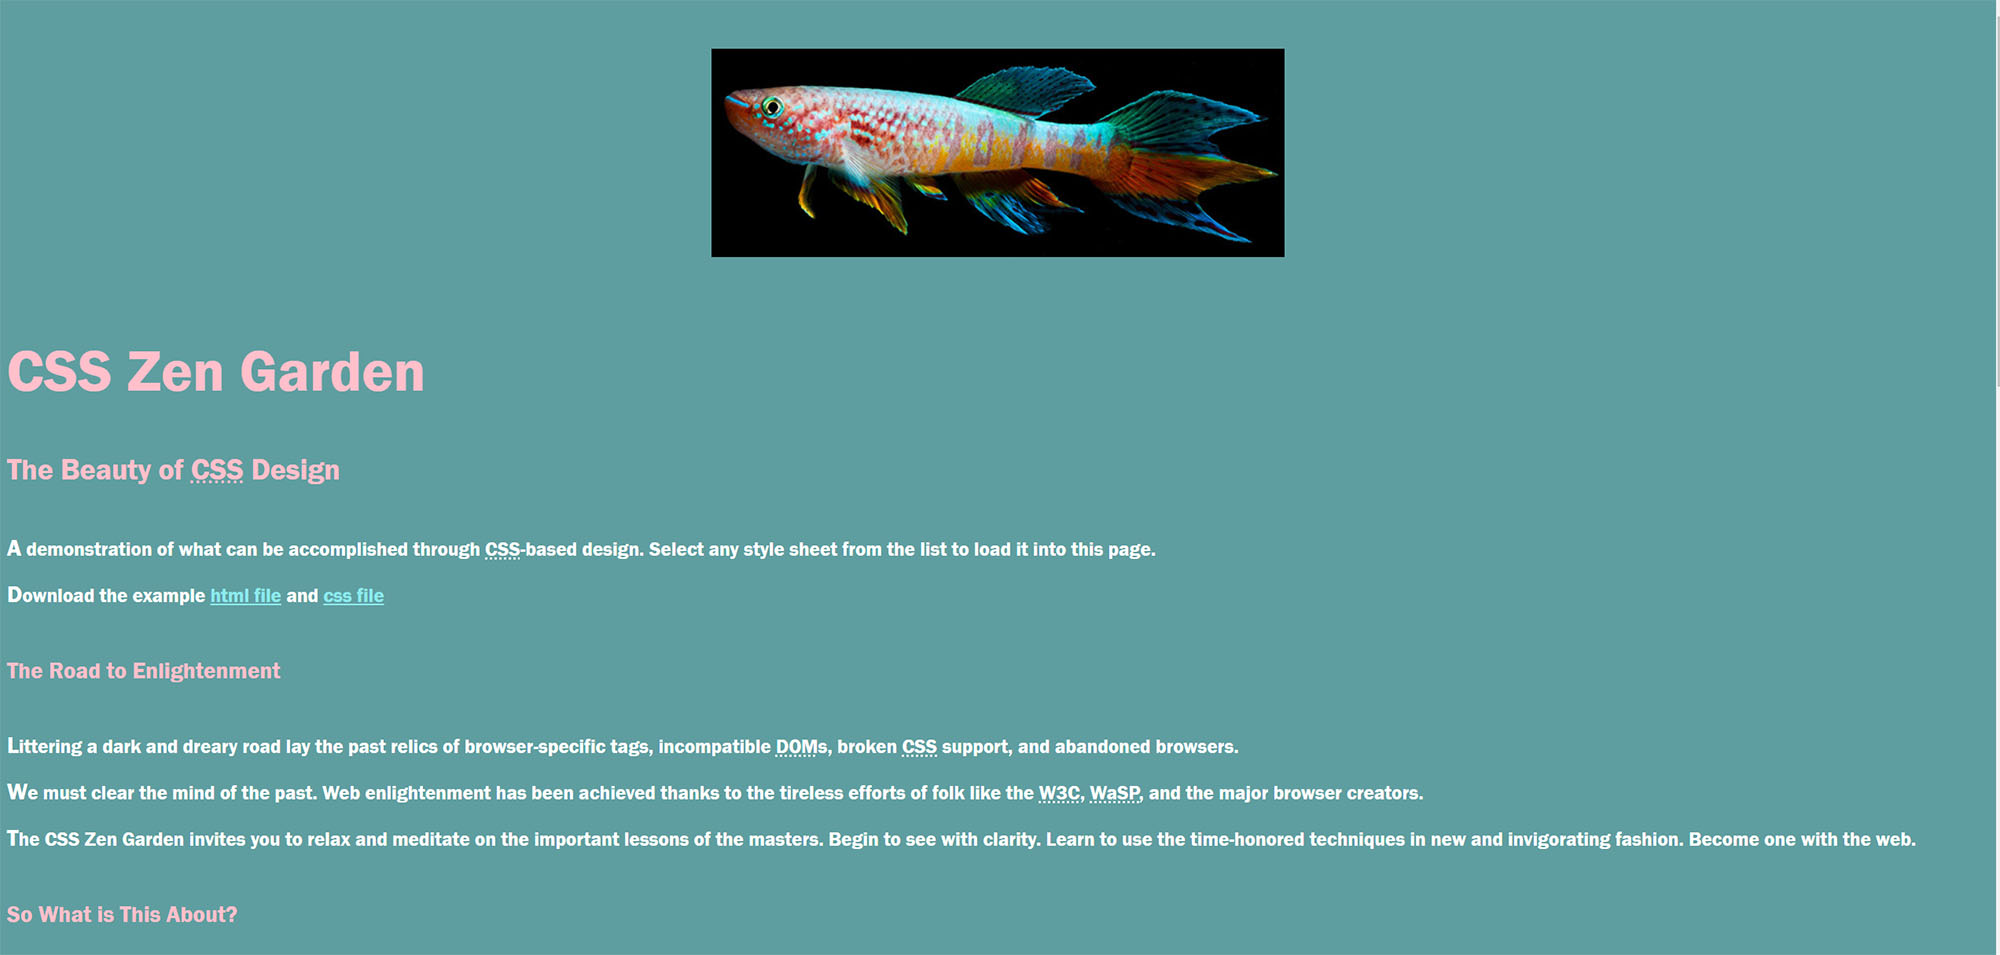 CSS Zen Garden
The Beauty of CSS Design
A demonstration of what can be accomplished through CSS-based design. Select any style sheet from the list to load it into this page.
Download the example html file and css file
The Road to Enlightenment
Littering a dark and dreary road lay the past relics of browser-specific tags, incompatible DOMs, broken CSS support, and abandoned browsers.
We must clear the mind of the past. Web enlightenment has been achieved thanks to the tireless efforts of folk like the W3C, WaSP, and the major browser creators.
The CSS Zen Garden invites you to relax and meditate on the important lessons of the masters. Begin to see with clarity. Learn to use the time-honored techniques in new and invigorating fashion. Become one with the web.
So What is This About?